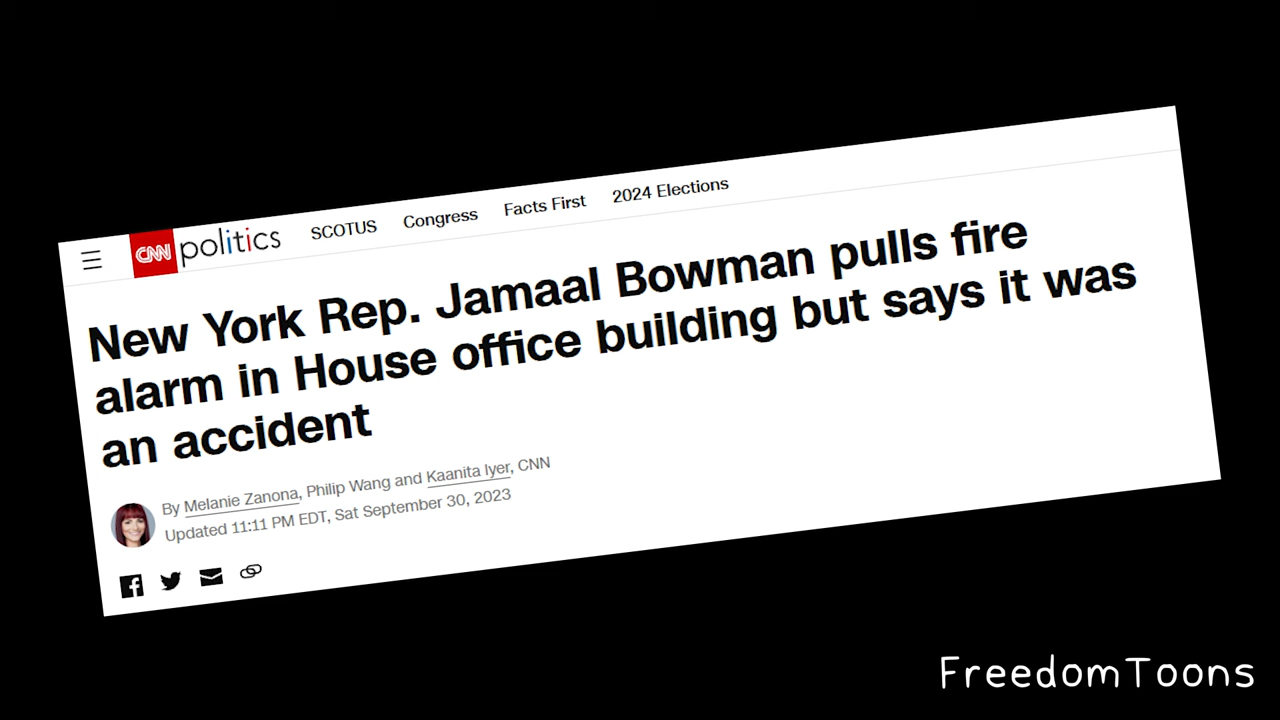 CNN politics SCOTUS Congress Facts First 2024 Elections
New York Rep. Jamaal Bowman pulls fire
alarm in House office building but says it was
an accident
By Melanie Zanona, Philip Wang and Kaanita Iyer, CNN
Updated 11:11 PM EDT, Sat September 30, 2023
FreedomToons